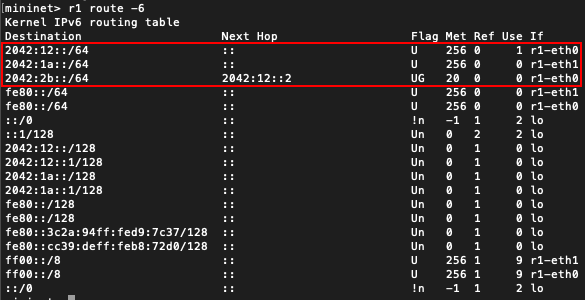 mininet> r1 route -6
Kernel IPv6 routing table
Destination Next Hop Flag Met Ref Use If
2042:12::/64 :: U 256 0 1 r1-eth0
2042:1a::/64 :: U 256 0 0 r1-eth1
2042:2b::/64 2042:12::2 UG 20 0 0 r1-eth0
fe80::/64 :: U 256 0 0 r1-eth1
fe80::/64 :: U 256 0 0 r1-eth0
::/0 :: !n -1 1 2 lo
::1/128 :: Un 0 2 2 lo
2042:12::/128 :: Un 0 1 0 lo
2042:12::1/128 :: Un 0 1 0 lo
2042:1a::/128 :: Un 0 1 0 lo
2042:1a::1/128 :: Un 0 1 0 lo
fe80::/128 :: Un 0 1 0 lo
fe80::/128 :: Un 0 1 0 lo
fe80::3c2a:94ff:fed9:7c37/128 :: Un 0 1 0 lo
fe80::cc39:deff:feb8:72d0/128 :: Un 0 1 0 lo
ff00::/8 :: U 256 1 9 r1-eth1
ff00::/8 :: U 256 1 9 r1-eth0
::/0 :: !n -1 1 2 lo
mininet>